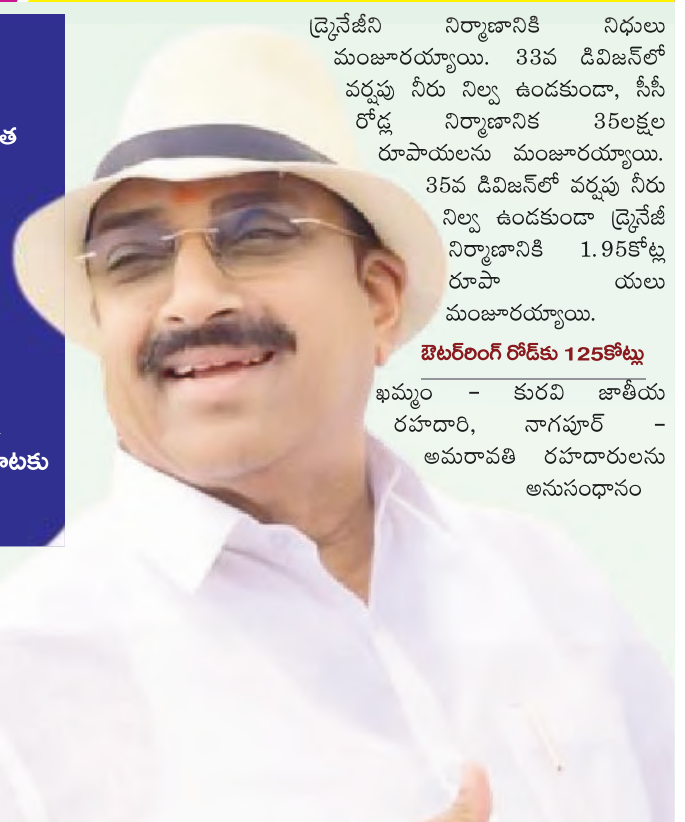 త
ాటకు
డ్రైనేజీని నిర్మాణానికి నిధులు
మంజూరయ్యాయి. 33వ డివిజన్‌లో
వర్షపు నీరు నిల్వ ఉండకుండా, సీసీ
రోడ్ల నిర్మాణానిక 35లక్షల
రూపాయలను మంజూరయ్యాయి.
35వ డివిజన్‌లో వర్షపు నీరు
నిల్వ ఉండకుండా డ్రైనేజీ
నిర్మాణానికి 1.95కోట్ల
రూపా యలు
మంజూరయ్యాయి.
ఔటర్‌రింగ్ రోడ్‌కు 125కోట్లు
ఖమ్మం - కురవి జాతీయ
రహదారి, నాగపూర్ -
అమరావతి రహదారులను
అనుసంధానం